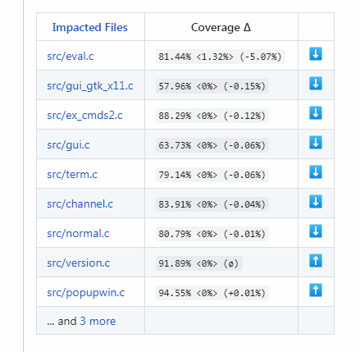 Impacted Files Coverage Δ
src/eval.c 81.44% <1.32%> (-5.07%) ⬇️
src/gui_gtk_x11.c 57.96% <0%> (-0.15%) ⬇️
src/ex_cmds2.c 88.29% <0%> (-0.12%) ⬇️
src/gui.c 63.73% <0%> (-0.06%) ⬇️
src/term.c 79.14% <0%> (-0.06%) ⬇️
src/channel.c 83.91% <0%> (-0.04%) ⬇️
src/normal.c 80.79% <0%> (-0.01%) ⬇️
src/version.c 91.89% <0%> (ø) ⬆️
src/popupwin.c 94.55% <0%> (+0.01%) ⬆️
... and 3 more